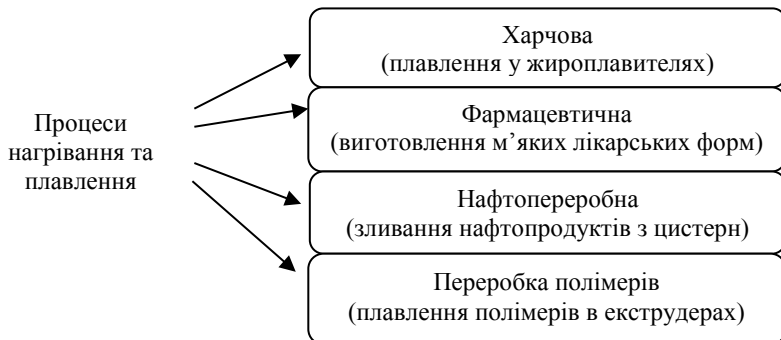 Процеси
нагрівання та
плавлення
Харчова
(плавлення у жироплавителях)
Фармацевтична
(виготовлення м’яких лікарських форм)
Нафтопереробна
(зливання нафтопродуктів з цистерн)
Переробка полімерів
(плавлення полімерів в екструдерах)